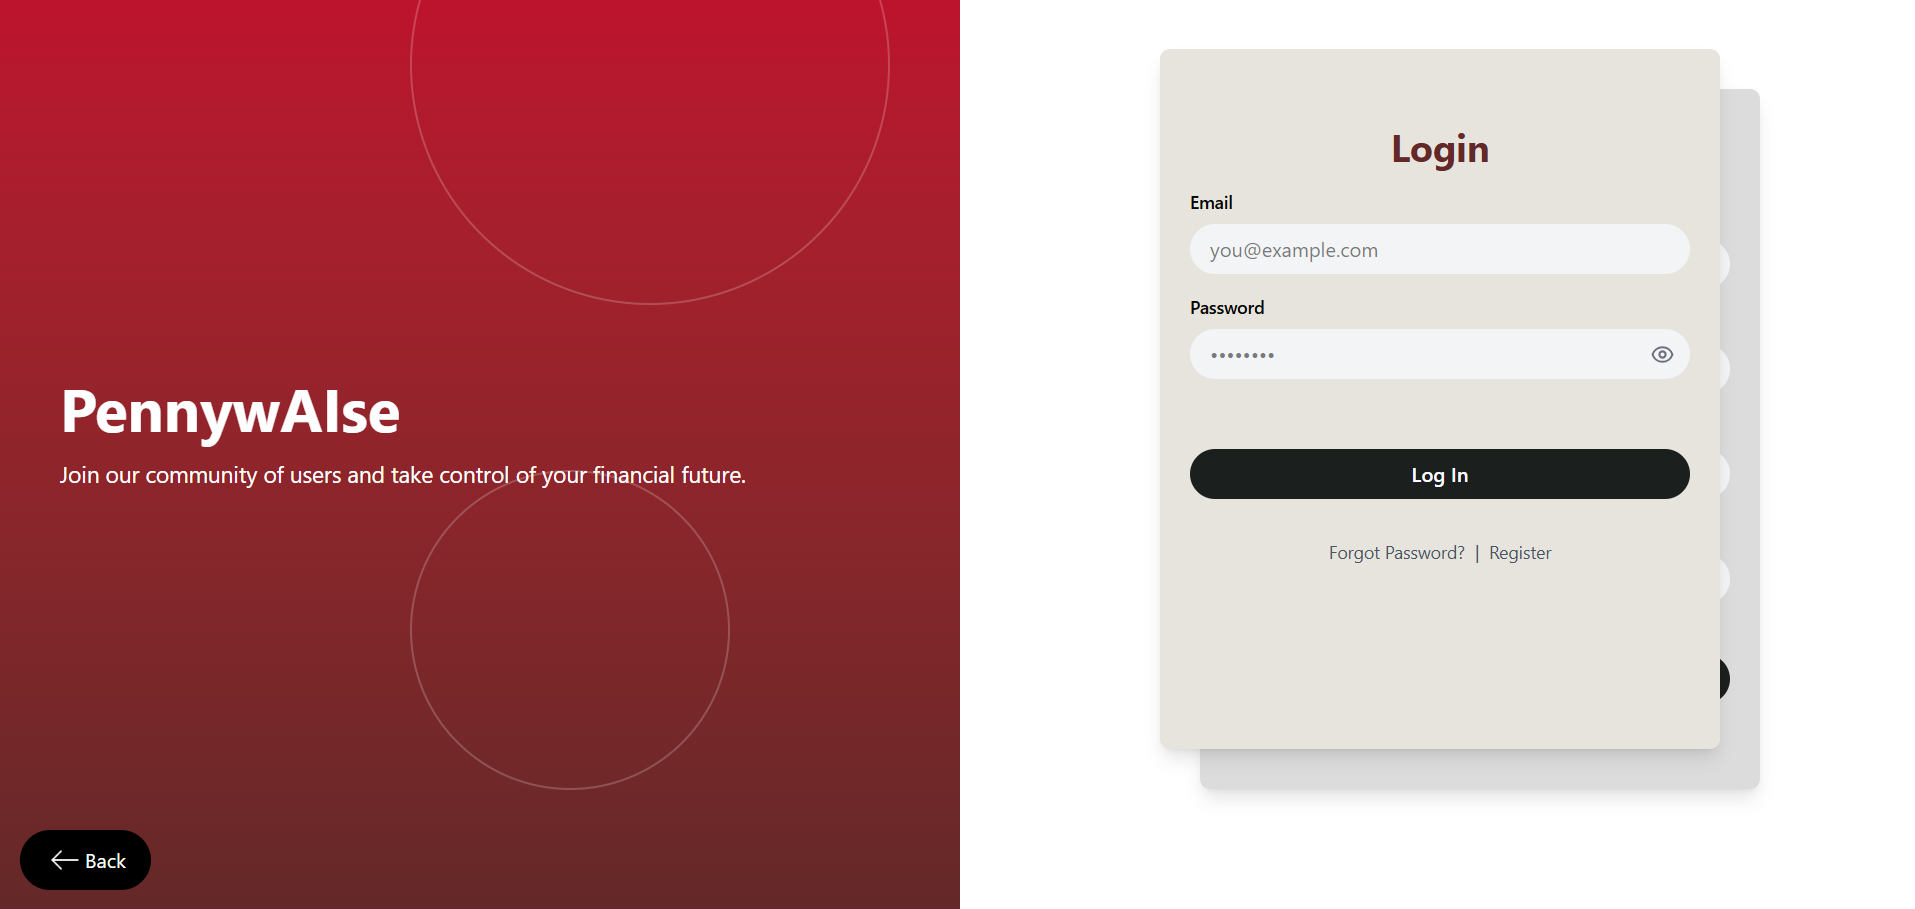 PennywAIse
Join our community of users and take control of your financial future.
Back
Login
Email
you@example.com
Password
••••••••
Log In
Forgot Password? | Register